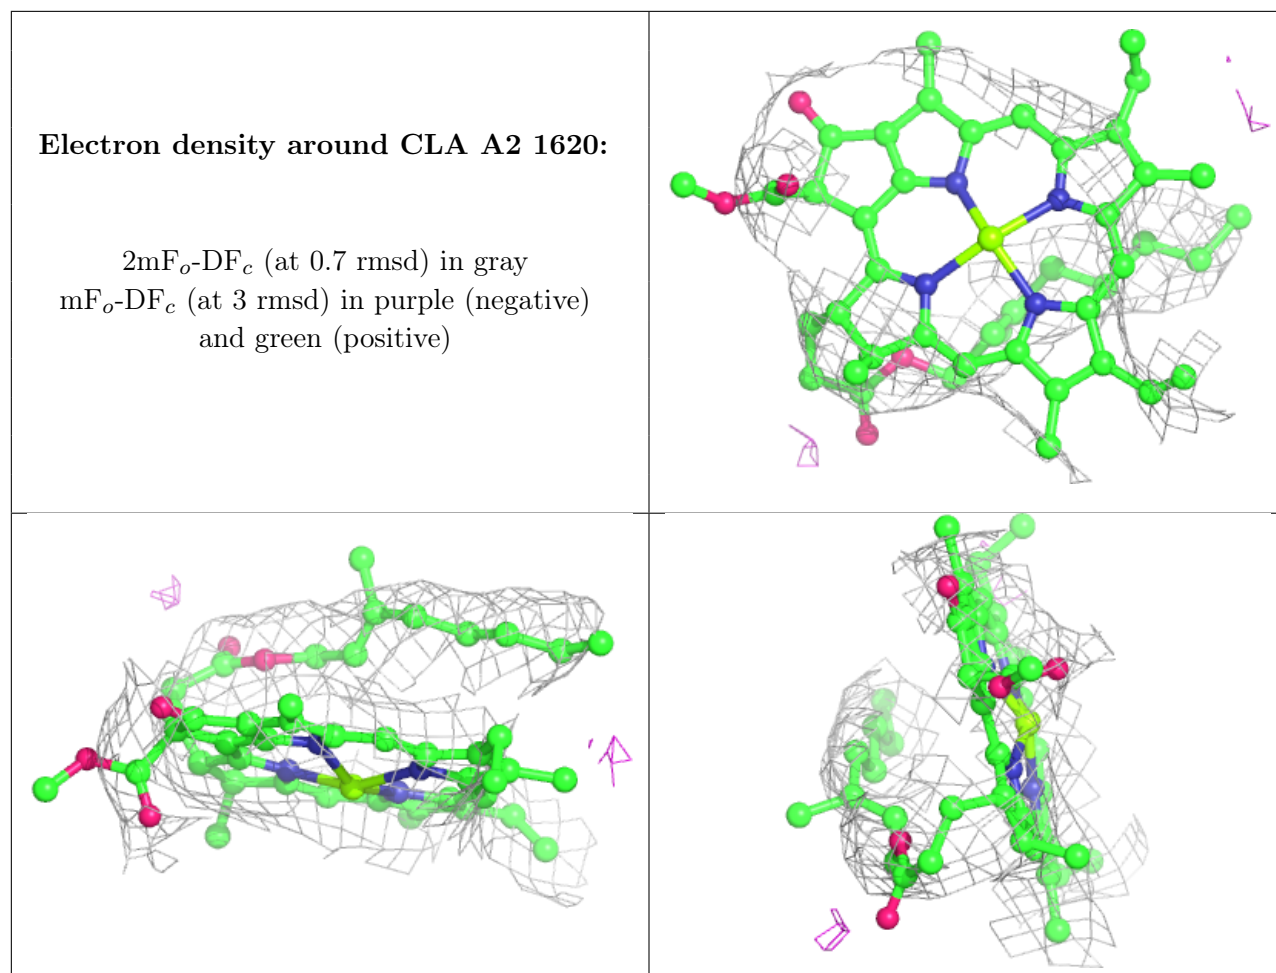 Electron density around CLA A2 1620:
2mFo-DFc (at 0.7 rmsd) in gray
mFo-DFc (at 3 rmsd) in purple (negative)
and green (positive)